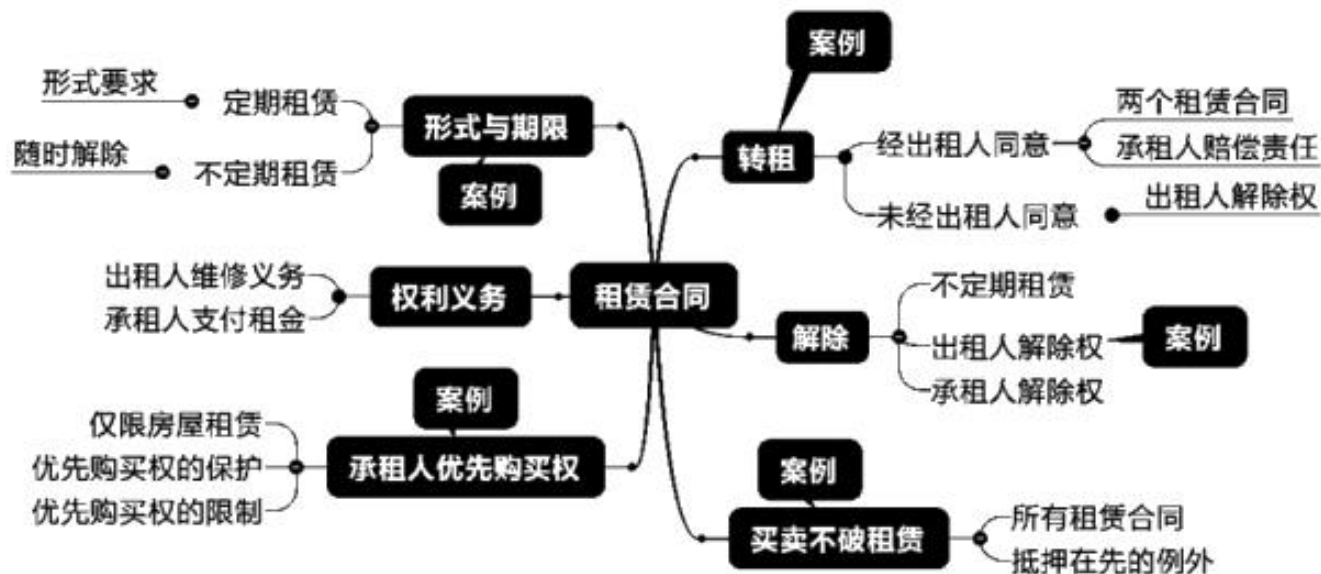 租赁合同
形式与期限
案例
定期租赁
形式要求
不定期租赁
随时解除
权利义务
出租人维修义务
承租人支付租金
案例
承租人优先购买权
仅限房屋租赁
优先购买权的保护
优先购买权的限制
案例
转租
经出租人同意
两个租赁合同
承租人赔偿责任
未经出租人同意
出租人解除权
解除
不定期租赁
出租人解除权
案例
承租人解除权
案例
买卖不破租赁
所有租赁合同
抵押在先的例外